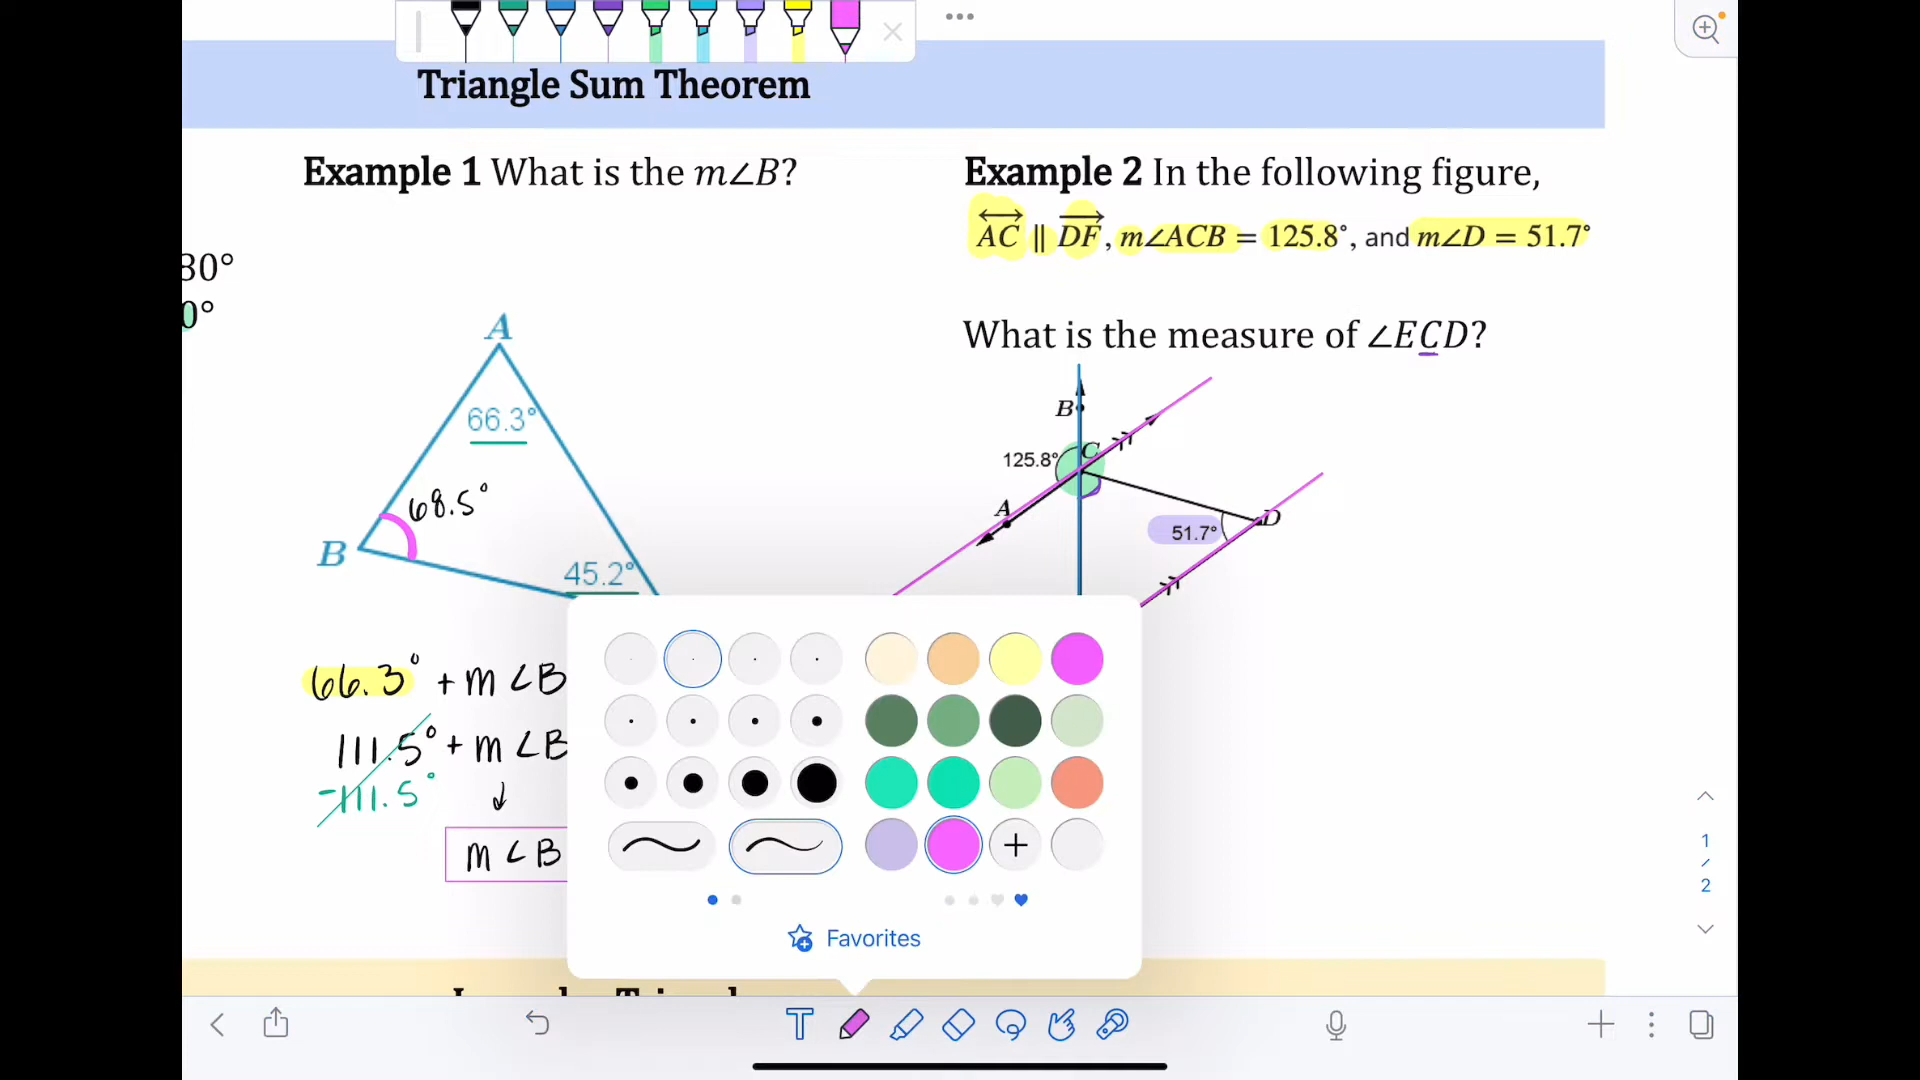 Triangle Sum Theorem
Example 1 What is the m∠B?
80°
0°
A
66.3°
68.5°
B
45.2°
66.3° + m∠B
111.5° + m∠B
-111.5°
m∠B
Example 2 In the following figure,
AC ∥ DF, m∠ACB = 125.8°, and m∠D = 51.7°
What is the measure of ∠ECD?
B
C
125.8°
A
D
51.7°
Favorites
1
/
2
T